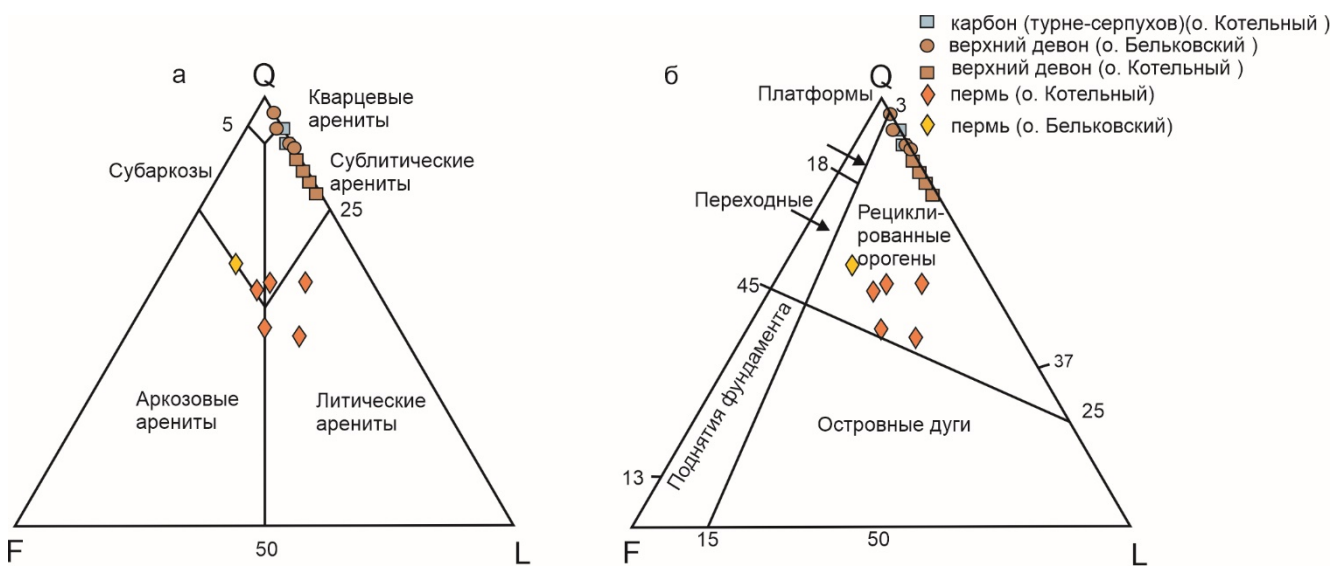 а
Q
Кварцевые
арениты
5
Субаркозы
Сублитические
арениты
25
Аркозовые
арениты
Литические
арениты
F
50
L
б
Q
Платформы
3
18
Переходные
Рецикли-
рованные
орогены
45
Поднятия фундамента
37
25
Островные дуги
13
F
15
50
L
карбон (турне-серпухов)(о. Котельный )
верхний девон (о. Бельковский )
верхний девон (о. Котельный )
пермь (о. Котельный)
пермь (о. Бельковский)